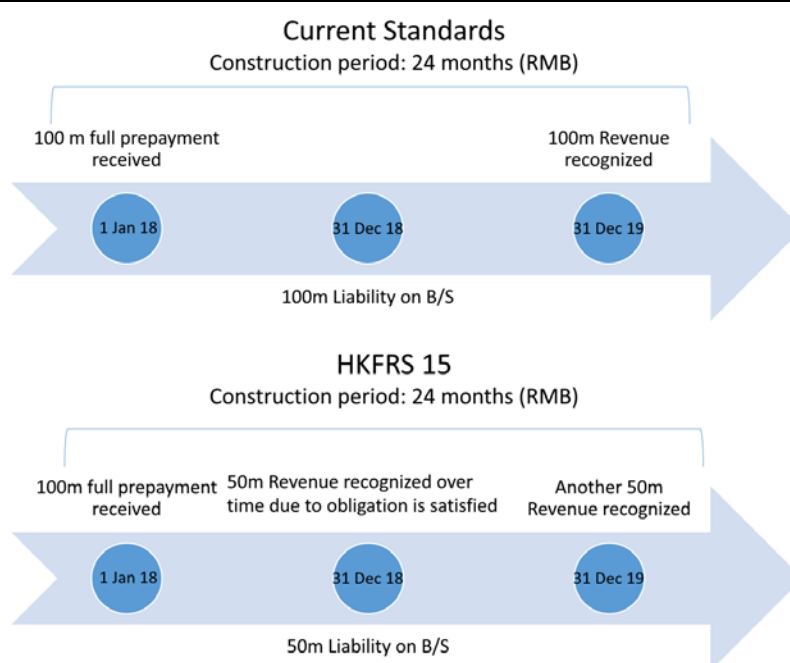 Current Standards
Construction period: 24 months (RMB)
100 m full prepayment
received
100m Revenue
recognized
1 Jan 18
31 Dec 18
31 Dec 19
100m Liability on B/S
HKFRS 15
Construction period: 24 months (RMB)
100m full prepayment
received
50m Revenue recognized over
time due to obligation is satisfied
Another 50m
Revenue recognized
1 Jan 18
31 Dec 18
31 Dec 19
50m Liability on B/S